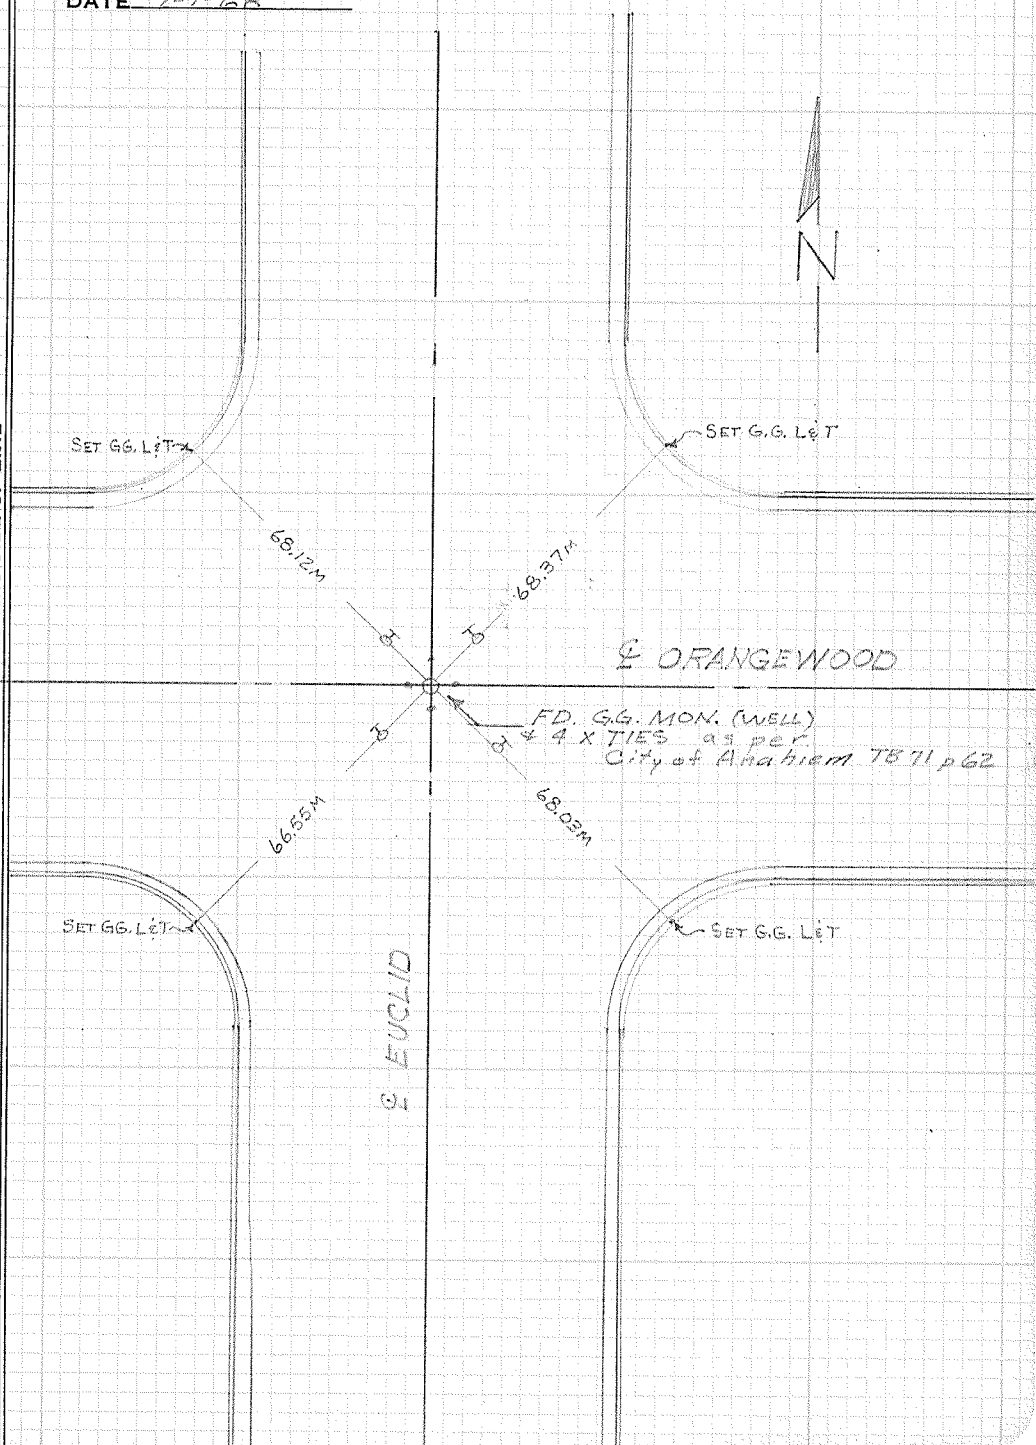 DATE
N
SET GG. L&T
SET G.G. L&T
68.12M
68.37M
℄ ORANGEWOOD
FD. G.G. MON. (WELL)
& 4 X TIES as per
City of Anahiem TB 71 p 62
66.55M
68.03M
SET GG. L&T
SET G.G. L&T
℄ EUCLID